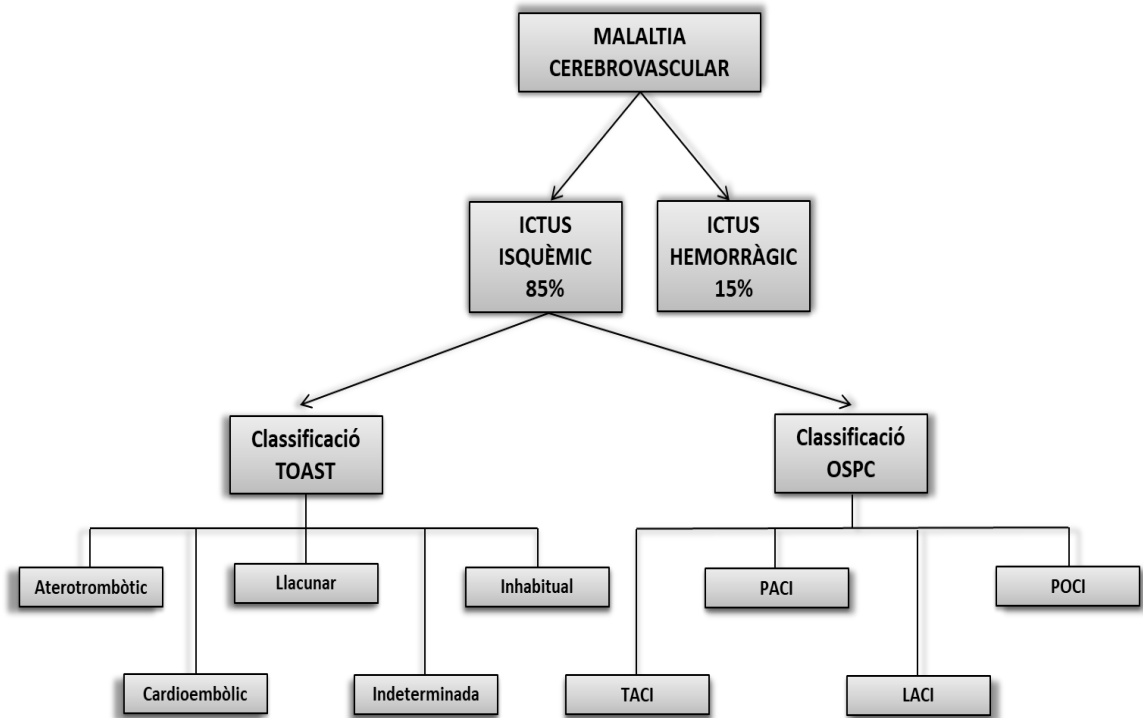 MALALTIA
CEREBROVASCULAR
ICTUS
ISQUÈMIC
85%
ICTUS
HEMORRÀGIC
15%
Classificació
TOAST
Classificació
OSPC
Aterotrombòtic
Llacunar
Inhabitual
PACI
POCI
Cardioembòlic
Indeterminada
TACI
LACI